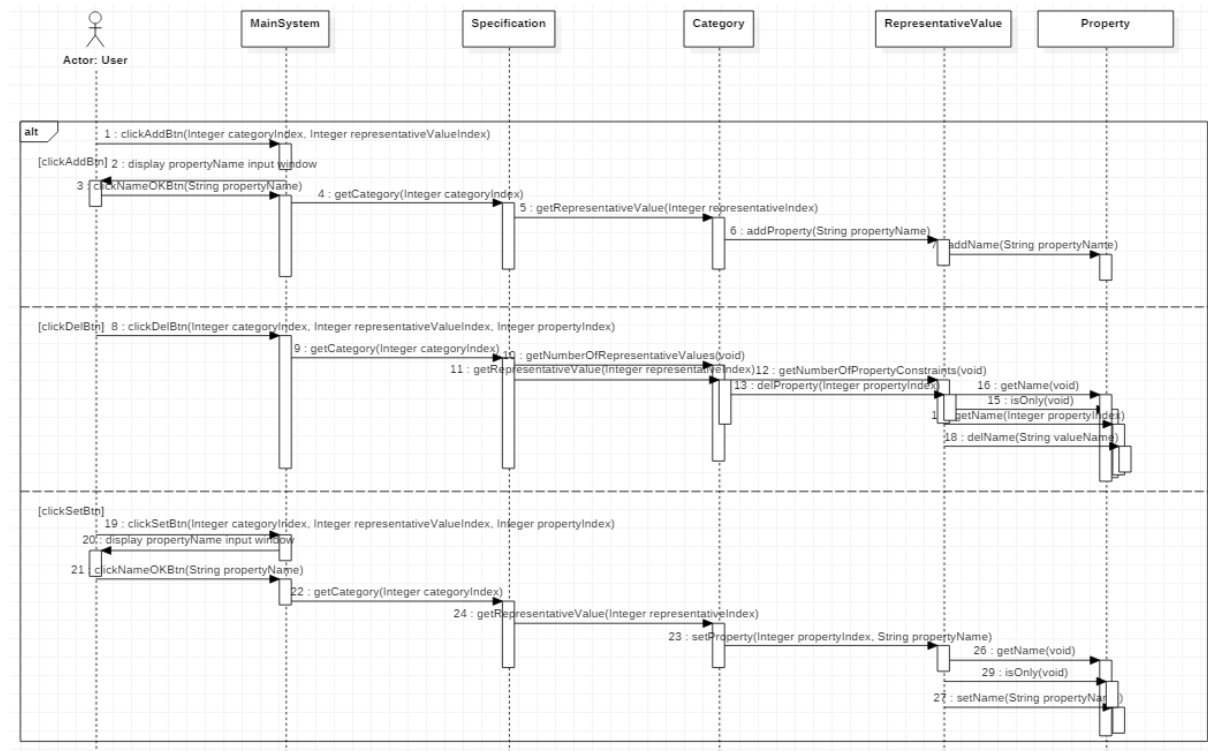 MainSystem
Specification
Category
RepresentativeValue
Property
Actor: User
alt
1 : clickAddBtn(Integer categoryIndex, Integer representativeValueIndex)
[clickAddBtn]
2 : display propertyName input window
3 : clickNameOKBtn(String propertyName)
4 : getCategory(Integer categoryIndex)
5 : getRepresentativeValue(Integer representativeIndex)
6 : addProperty(String propertyName)
addName(String propertyName)
[clickDelBtn]
8 : clickDelBtn(Integer categoryIndex, Integer representativeValueIndex, Integer propertyIndex)
9 : getCategory(Integer categoryIndex)
10 : getNumberOfRepresentativeValues(void)
11 : getRepresentativeValue(Integer representativeIndex)
12 : getNumberOfPropertyConstraints(void)
13 : delProperty(Integer propertyIndex)
16 : getName(void)
15 : isOnly(void)
getName(Integer propertyIndex)
18 : delName(String valueName)
[clickSetBtn]
19 : clickSetBtn(Integer categoryIndex, Integer representativeValueIndex, Integer propertyIndex)
20 : display propertyName input window
21 : clickNameOKBtn(String propertyName)
22 : getCategory(Integer categoryIndex)
24 : getRepresentativeValue(Integer representativeIndex)
23 : setProperty(Integer propertyIndex, String propertyName)
26 : getName(void)
29 : isOnly(void)
27 : setName(String propertyName)